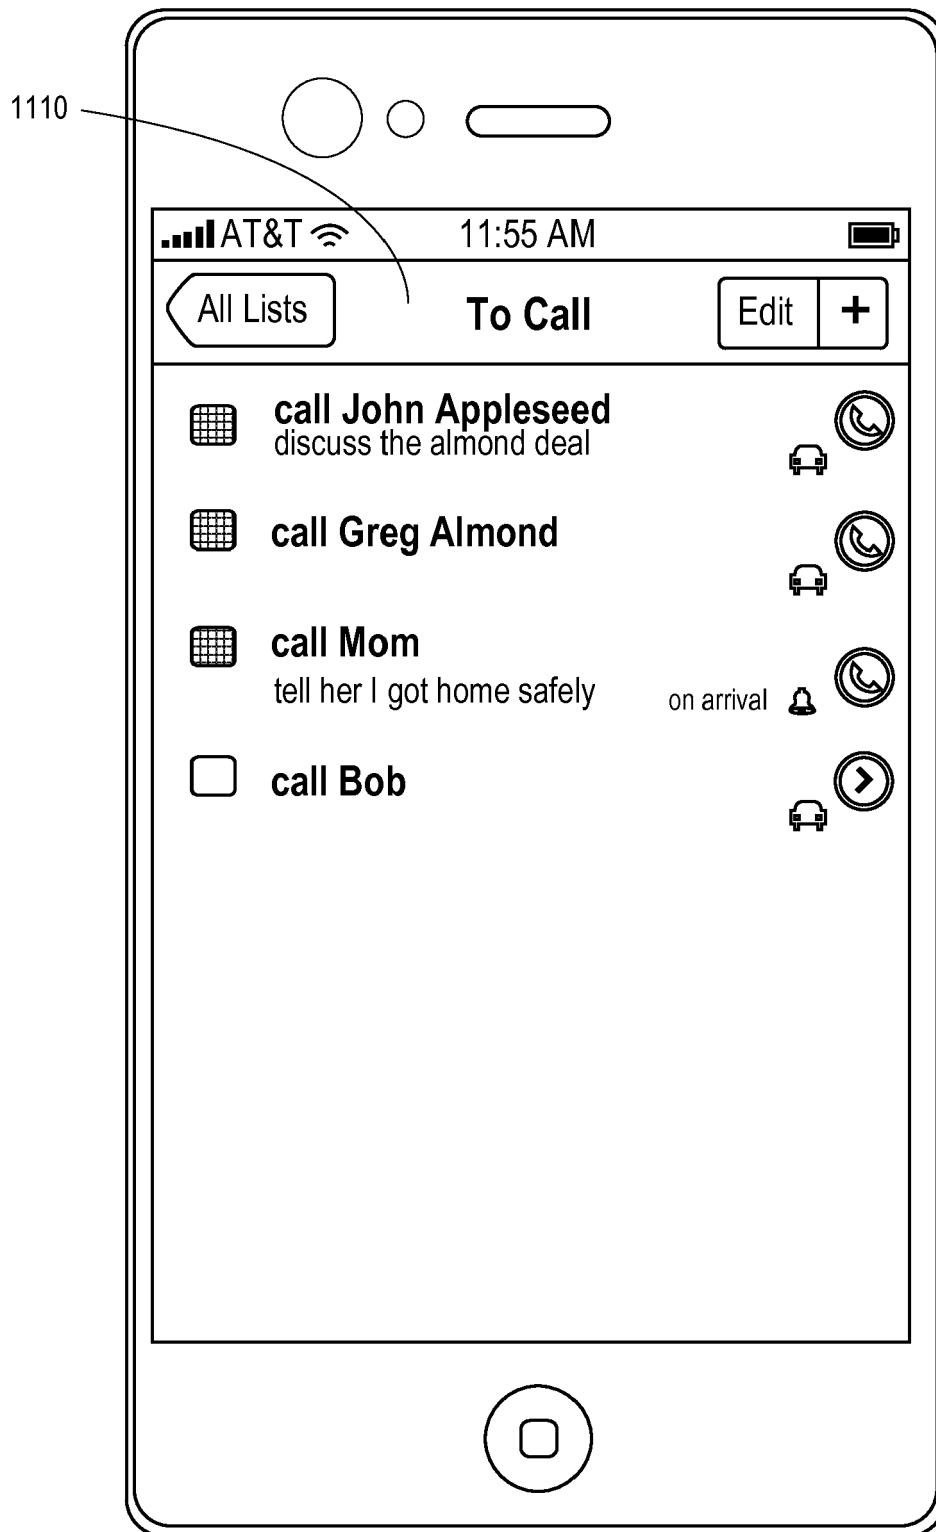 1110
AT&T 11:55 AM
All Lists To Call Edit +
call John Appleseed
discuss the almond deal
call Greg Almond
call Mom
tell her I got home safely on arrival
call Bob